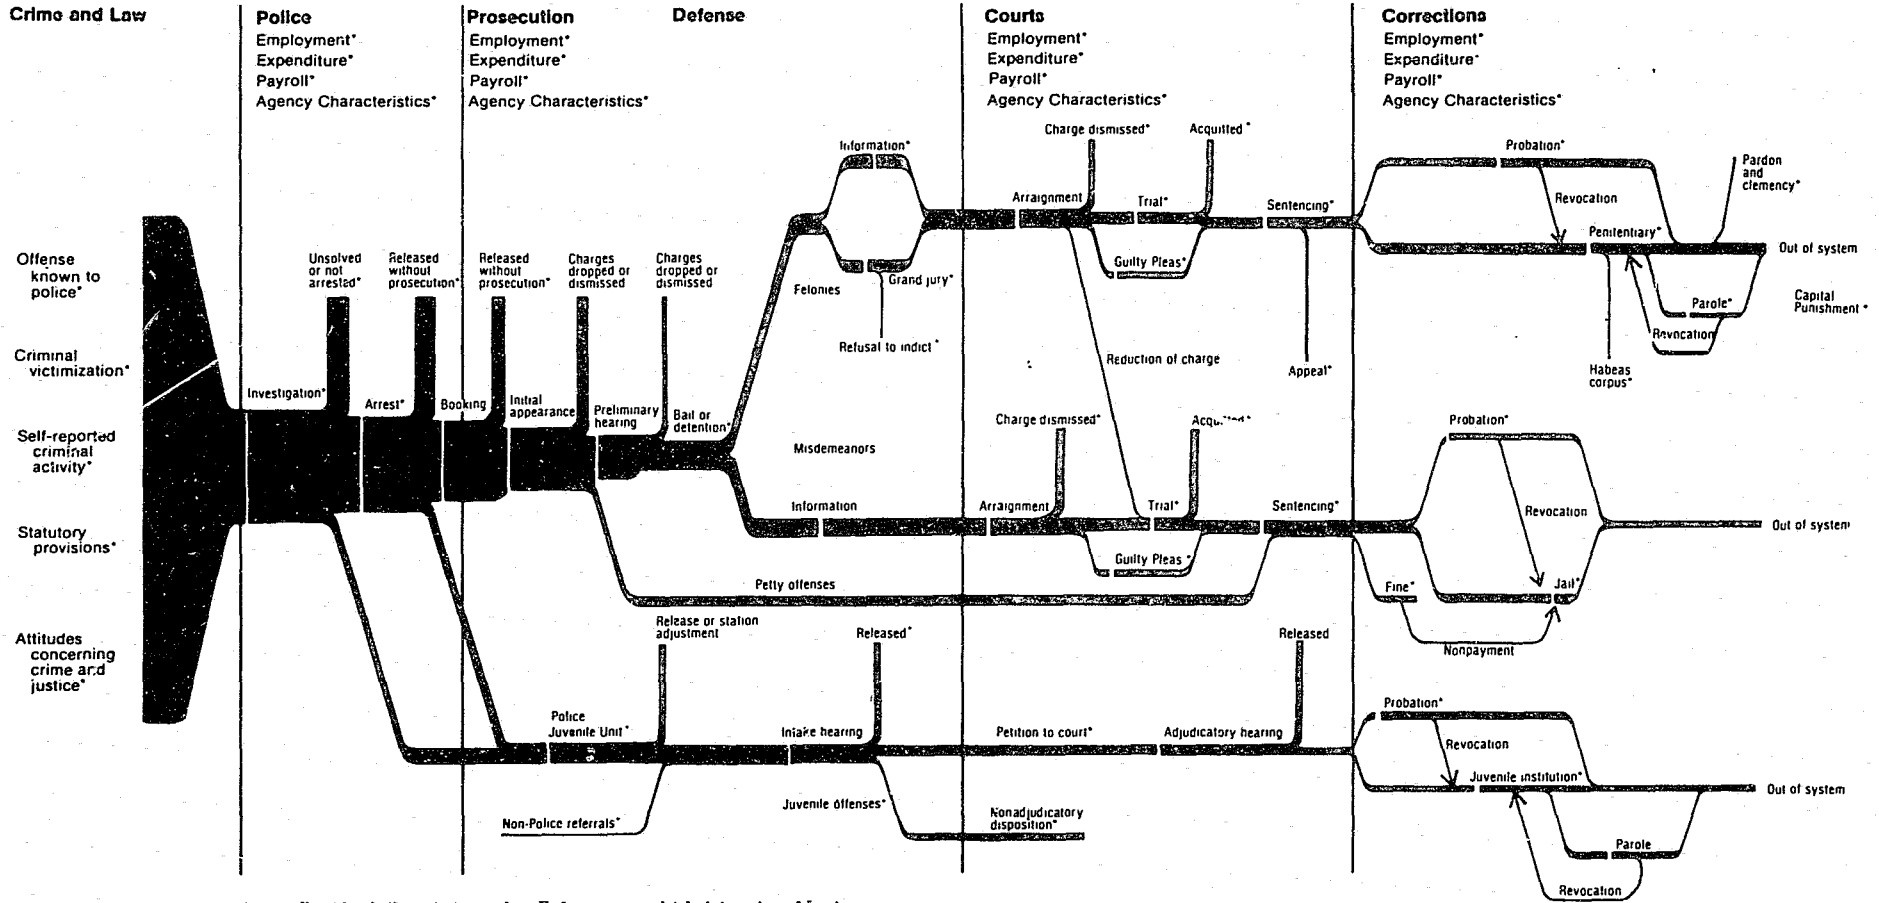 Crime and Law
Police
Employment*
Expenditure*
Payroll*
Agency Characteristics*
Prosecution
Employment*
Expenditure*
Payroll*
Agency Characteristics*
Defense
Courts
Employment*
Expenditure*
Payroll*
Agency Characteristics*
Corrections
Employment*
Expenditure*
Payroll*
Agency Characteristics*
Offense
known to
police*
Criminal
victimization*
Self-reported
criminal
activity*
Statutory
provisions*
Attitudes
concerning
crime and
justice*
Investigation*
Unsolved
or not
arrested*
Arrest*
Released
without
prosecution*
Booking
Released
without
prosecution*
Initial
appearance
Charges
dropped or
dismissed
Preliminary
hearing
Charges
dropped or
dismissed
Bail or
detention*
Felonies
Information*
Grand jury*
Refusal to indict*
Arraignment
Charge dismissed*
Trial*
Acquitted*
Guilty Pleas*
Sentencing*
Appeal*
Reduction of charge
Probation*
Revocation
Penitentiary*
Pardon
and
clemency*
Out of system
Parole*
Revocation
Habeas
corpus*
Capital
Punishment*
Misdemeanors
Information
Arraignment
Charge dismissed*
Trial*
Guilty Pleas*
Sentencing*
Probation*
Revocation
Fine*
Jail*
Nonpayment
Out of system
Petty offenses
Police
Juvenile Unit*
Release or station
adjustment
Non-Police referrals*
Intake hearing
Released*
Juvenile offenses*
Nonadjudicatory
disposition*
Petition to court*
Adjudicatory hearing
Released
Probation*
Revocation
Juvenile institution*
Out of system
Parole
Revocation